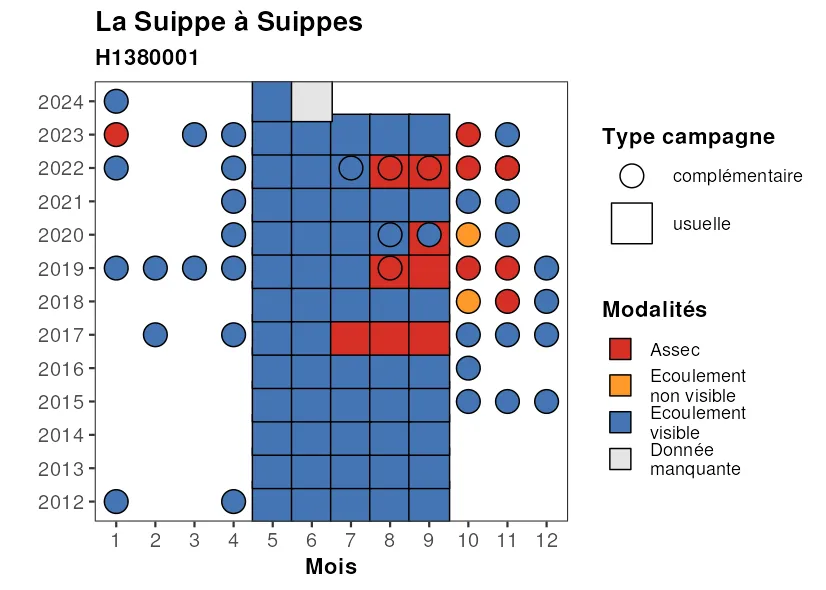 La Suippe à Suippes
H1380001
2024
2023
2022
2021
2020
2019
2018
2017
2016
2015
2014
2013
2012
1 2 3 4 5 6 7 8 9 10 11 12
Mois
Type campagne
complémentaire
usuelle
Modalités
Assec
Ecoulement
non visible
Ecoulement
visible
Donnée
manquante